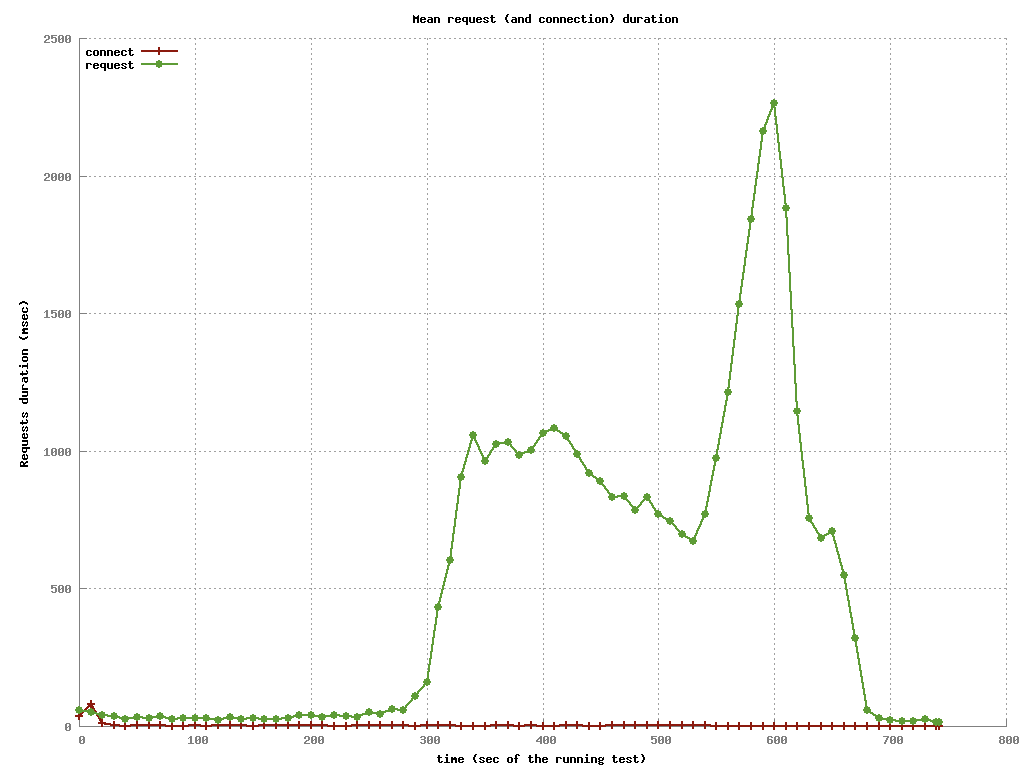 Mean request (and connection) duration
2500
connect
request
2000
1500
Requests duration (msec)
1000
500
0
0 100 200 300 400 500 600 700 800
time (sec of the running test)